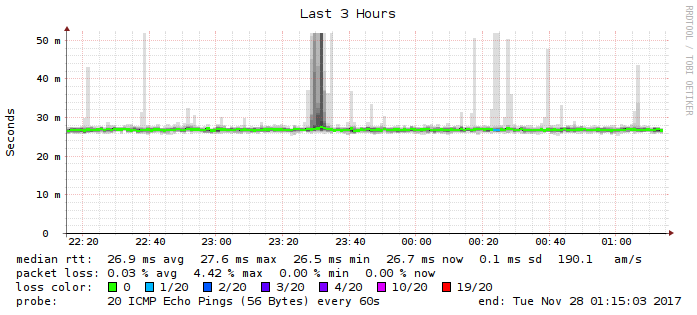 Last 3 Hours
RRDTOOL / TOBI OETIKER
Seconds
50 m
40 m
30 m
20 m
10 m
0
22:20 22:40 23:00 23:20 23:40 00:00 00:20 00:40 01:00
median rtt: 26.9 ms avg 27.6 ms max 26.5 ms min 26.7 ms now 0.1 ms sd 190.1 am/s
packet loss: 0.03 % avg 4.42 % max 0.00 % min 0.00 % now
loss color: 0 1/20 2/20 3/20 4/20 10/20 19/20
probe: 20 ICMP Echo Pings (56 Bytes) every 60s end: Tue Nov 28 01:15:03 2017